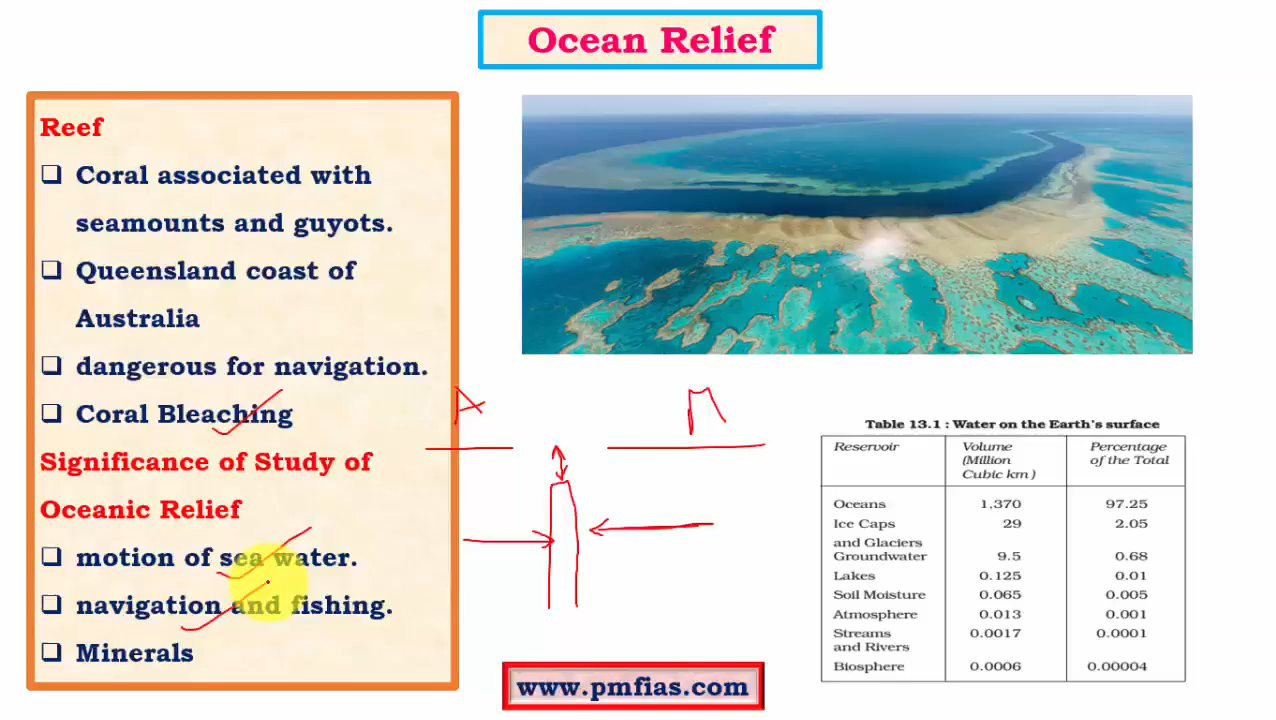 Ocean Relief
Reef
❑ Coral associated with
seamounts and guyots.
❑ Queensland coast of
Australia
❑ dangerous for navigation.
❑ Coral Bleaching
Significance of Study of
Oceanic Relief
❑ motion of sea water.
❑ navigation and fishing.
❑ Minerals
A
M
www.pmfias.com
Table 13.1 : Water on the Earth's surface
Reservoir Volume Percentage
(Million of the Total
Cubic km)
Oceans 1,370 97.25
Ice Caps 29 2.05
and Glaciers
Groundwater 9.5 0.68
Lakes 0.125 0.01
Soil Moisture 0.065 0.005
Atmosphere 0.013 0.001
Streams 0.0017 0.0001
and Rivers
Biosphere 0.0006 0.00004